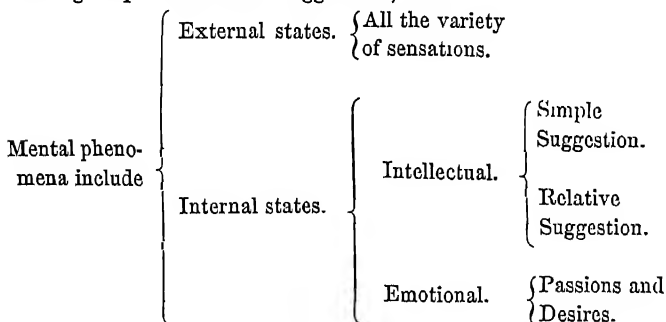 External states. All the variety
of sensations.
Mental pheno-
mena include
Internal states.
Intellectual.
Simple
Suggestion.
Relative
Suggestion.
Emotional.
Passions and
Desires.